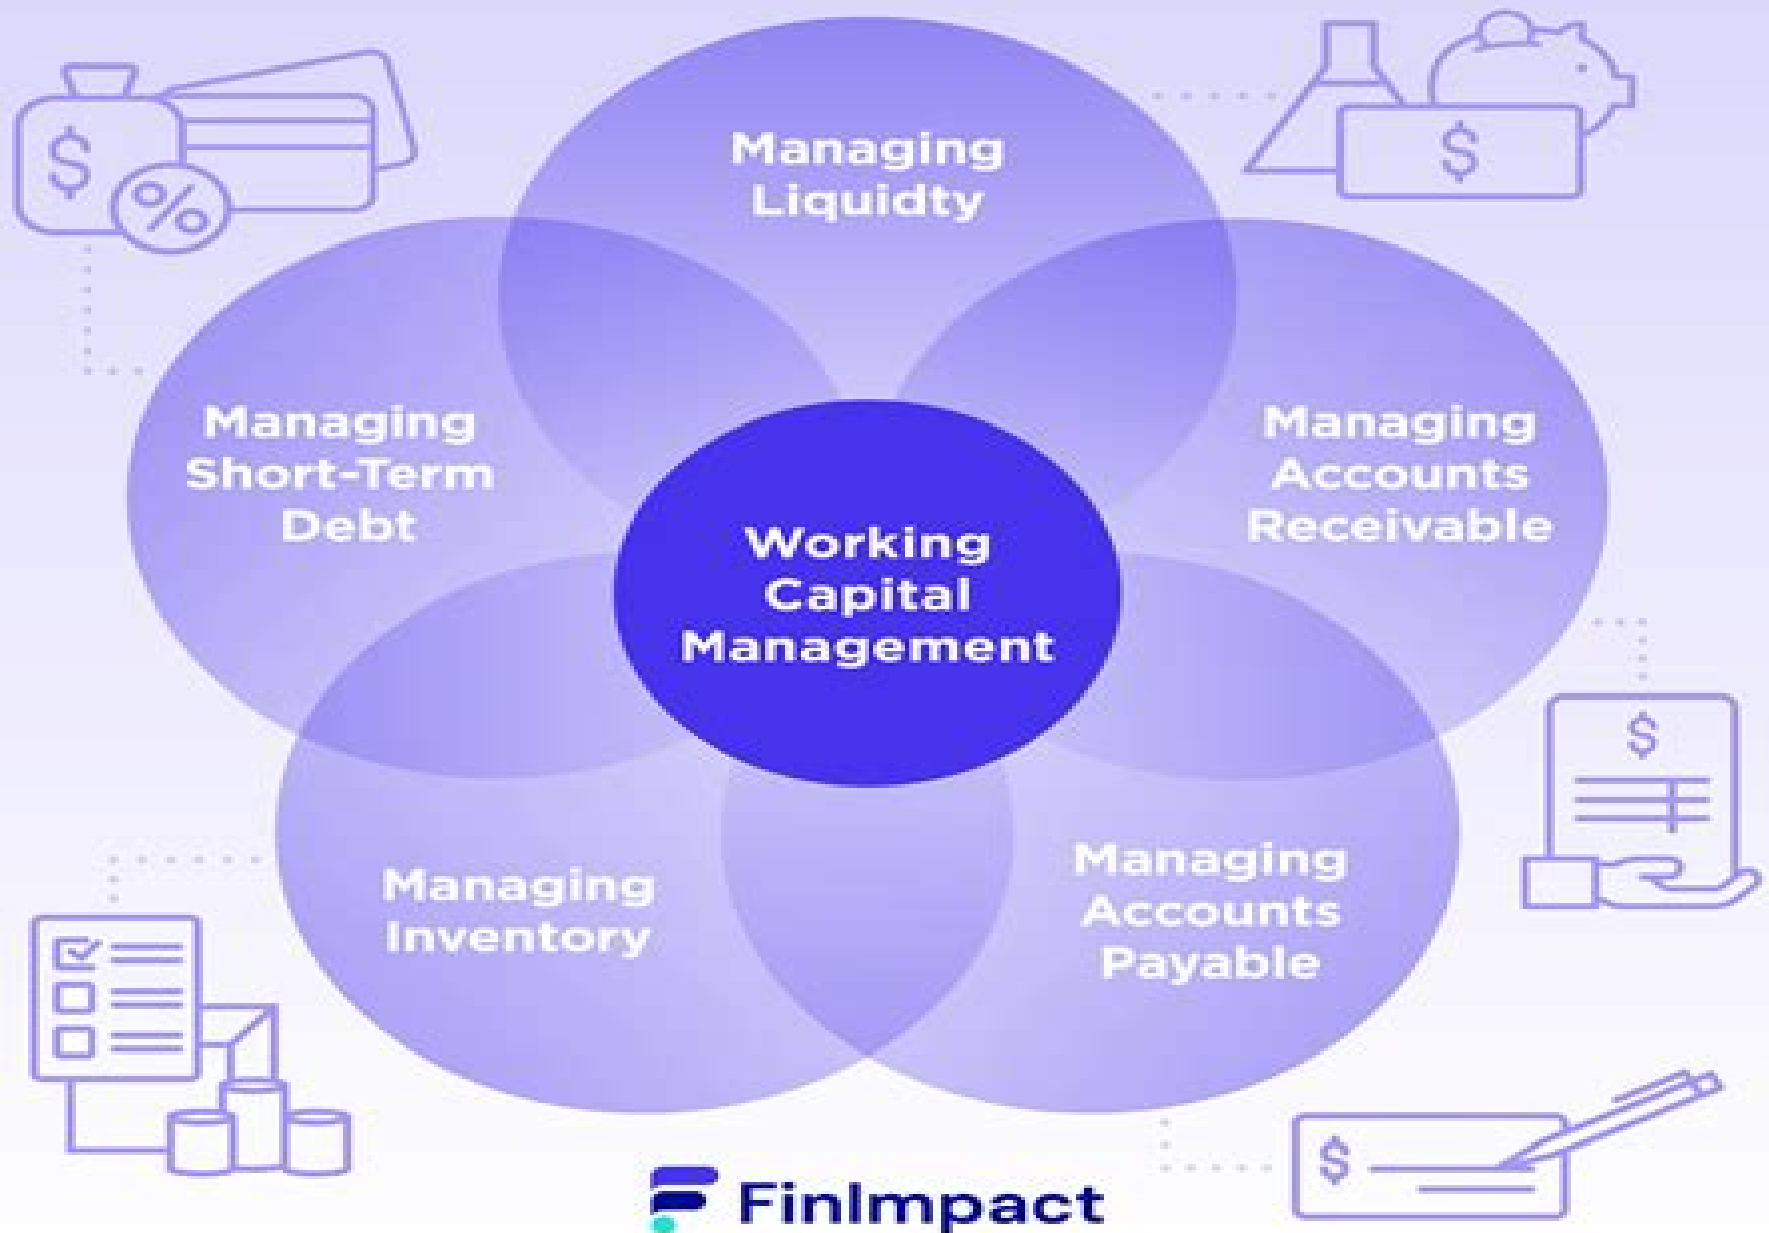 Managing
Liquidty
Managing
Short-Term
Debt
Managing
Accounts
Receivable
Working
Capital
Management
Managing
Inventory
Managing
Accounts
Payable
$
%
$
$
$
FinImpact